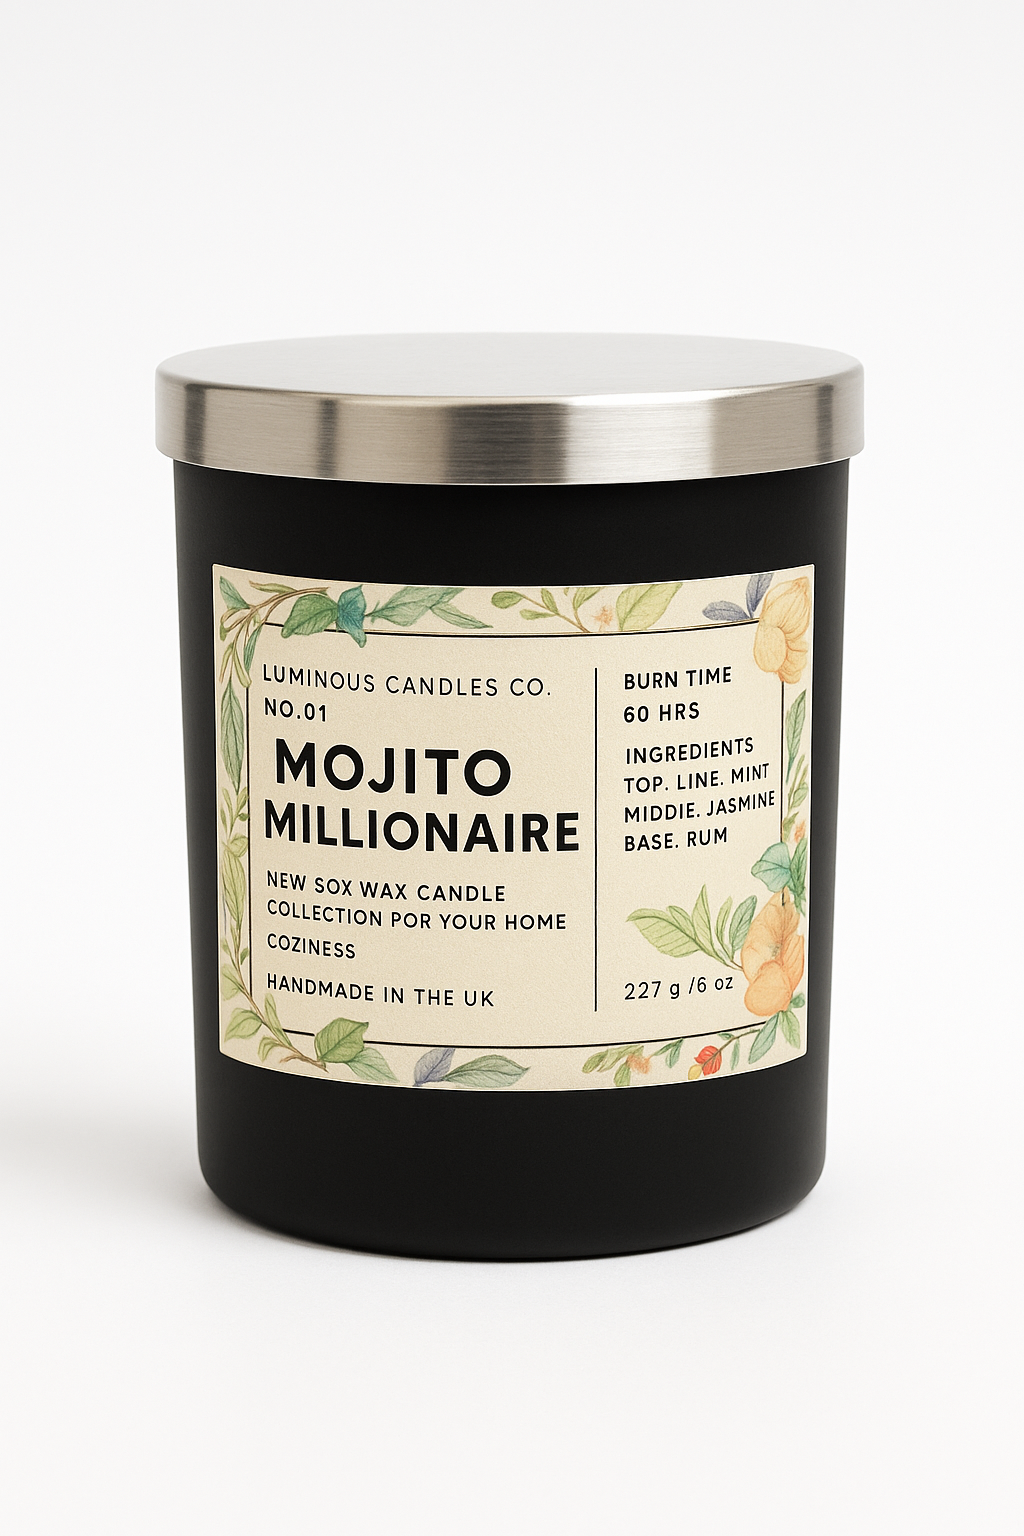 LUMINOUS CANDLES CO.
NO.01
MOJITO
MILLIONAIRE
NEW SOX WAX CANDLE
COLLECTION POR YOUR HOME
COZINESS
HANDMADE IN THE UK
BURN TIME
60 HRS
INGREDIENTS
TOP. LINE. MINT
MIDDIE. JASMINE
BASE. RUM
227 g /6 oz